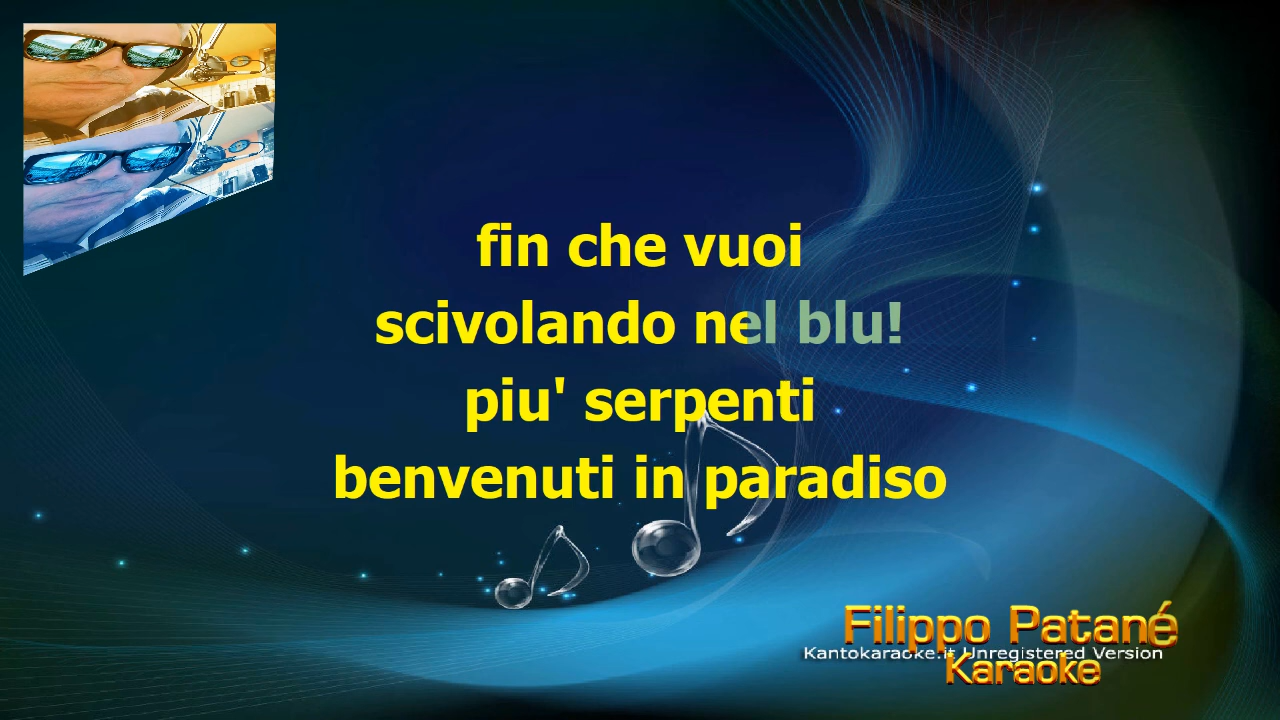 fin che vuoi
scivolando nel blu!
piu' serpenti
benvenuti in paradiso
Filippo Patané
Kantokaraoke.it Unregistered Version
Karaoke